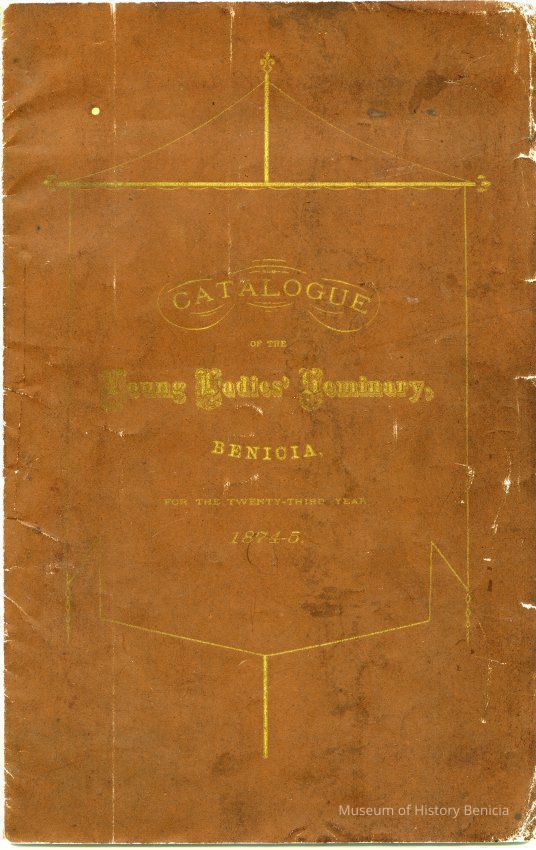 CATALOGUE
OF THE
Young Ladies' Seminary,
BENICIA,
FOR THE TWENTY-THIRD YEAR
1874-5.
Museum of History Benicia